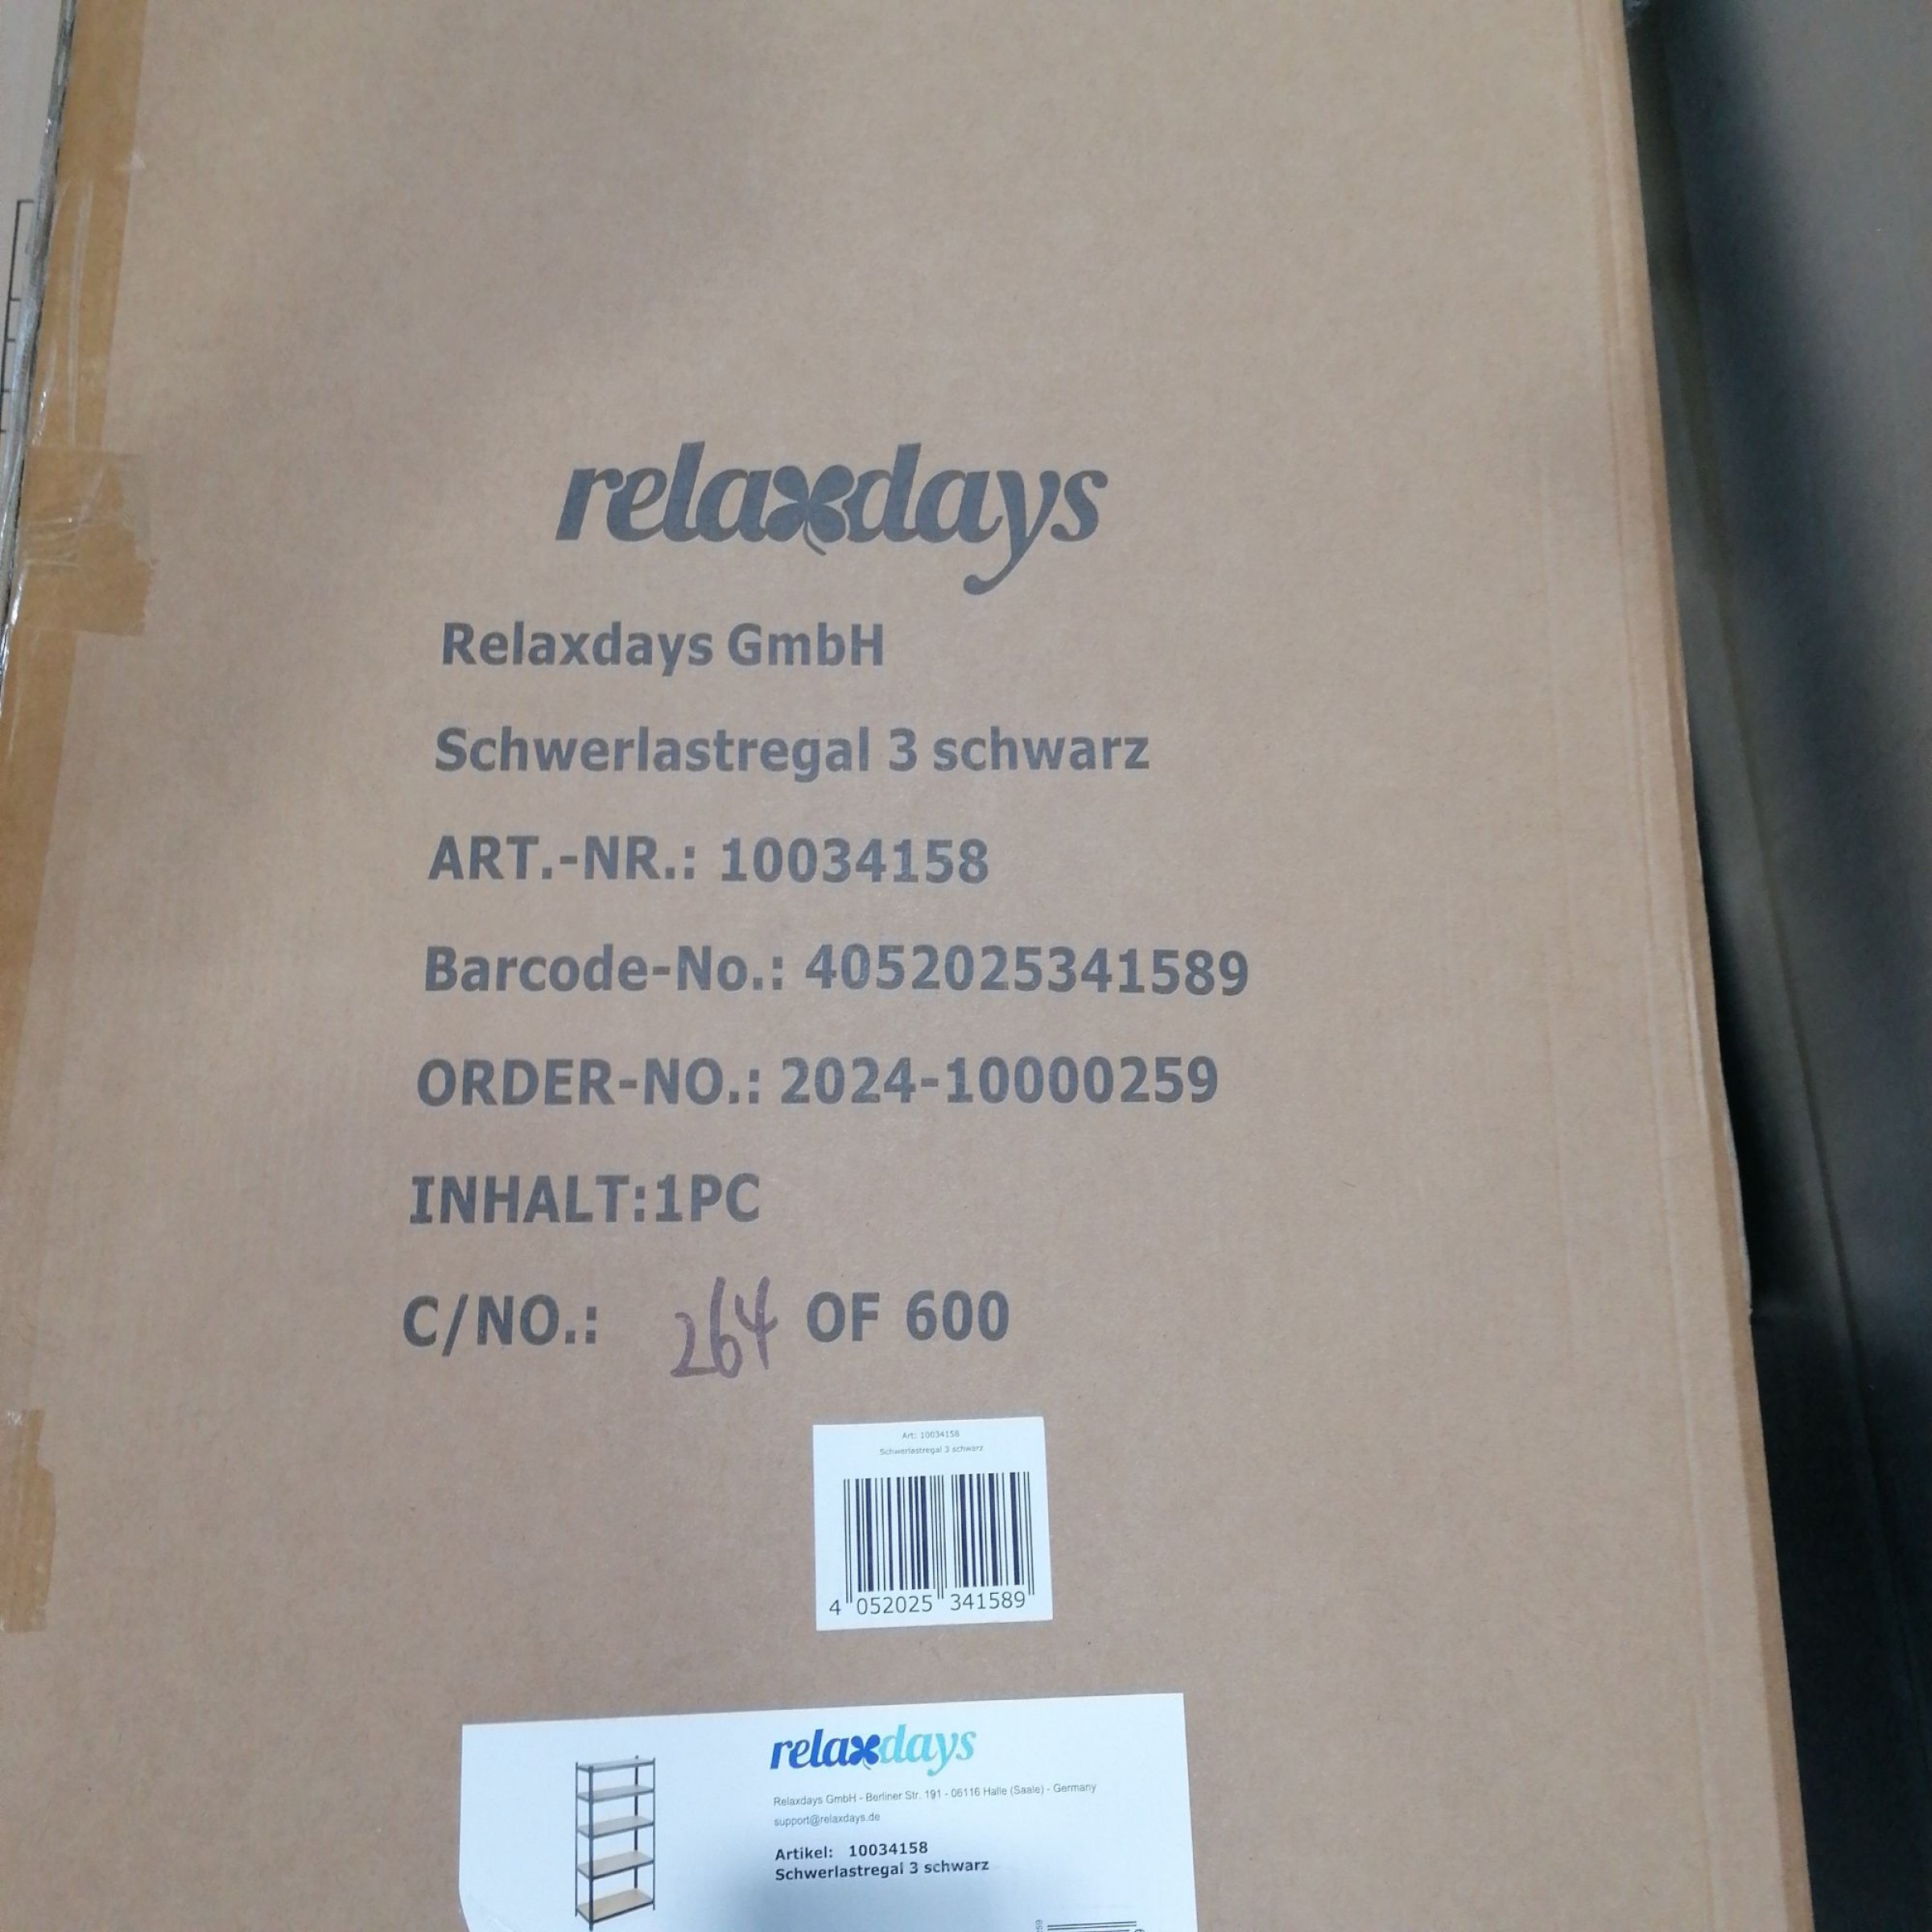 relaxdays
Relaxdays GmbH
Schwerlastregal 3 schwarz
ART.-NR.: 10034158
Barcode-No.: 4052025341589
ORDER-NO.: 2024-10000259
INHALT:1PC
C/NO.: 264 OF 600
Art: 10034158
Schwerlastregal 3 schwarz
4 052025 341589
relaxdays
Relaxdays GmbH - Berliner Str. 191 - 06116 Halle (Saale) - Germany
support@relaxdays.de
Artikel: 10034158
Schwerlastregal 3 schwarz